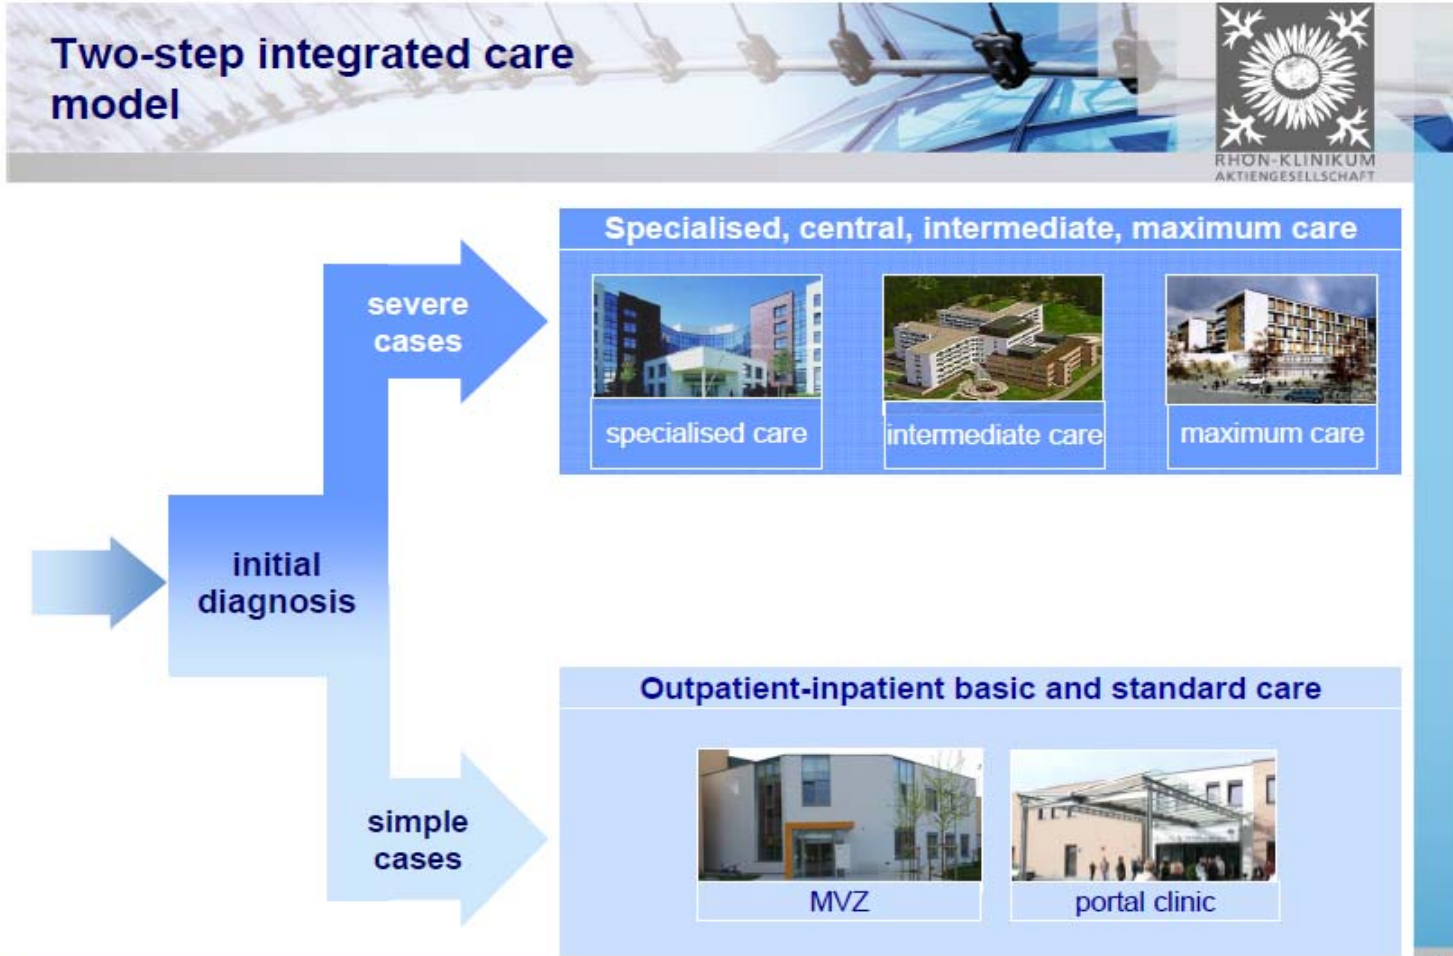 Two-step integrated care
model
RHÖN-KLINIKUM
AKTIENGESELLSCHAFT
Specialised, central, intermediate, maximum care
severe
cases
specialised care
intermediate care
maximum care
initial
diagnosis
Outpatient-inpatient basic and standard care
simple
cases
MVZ
portal clinic